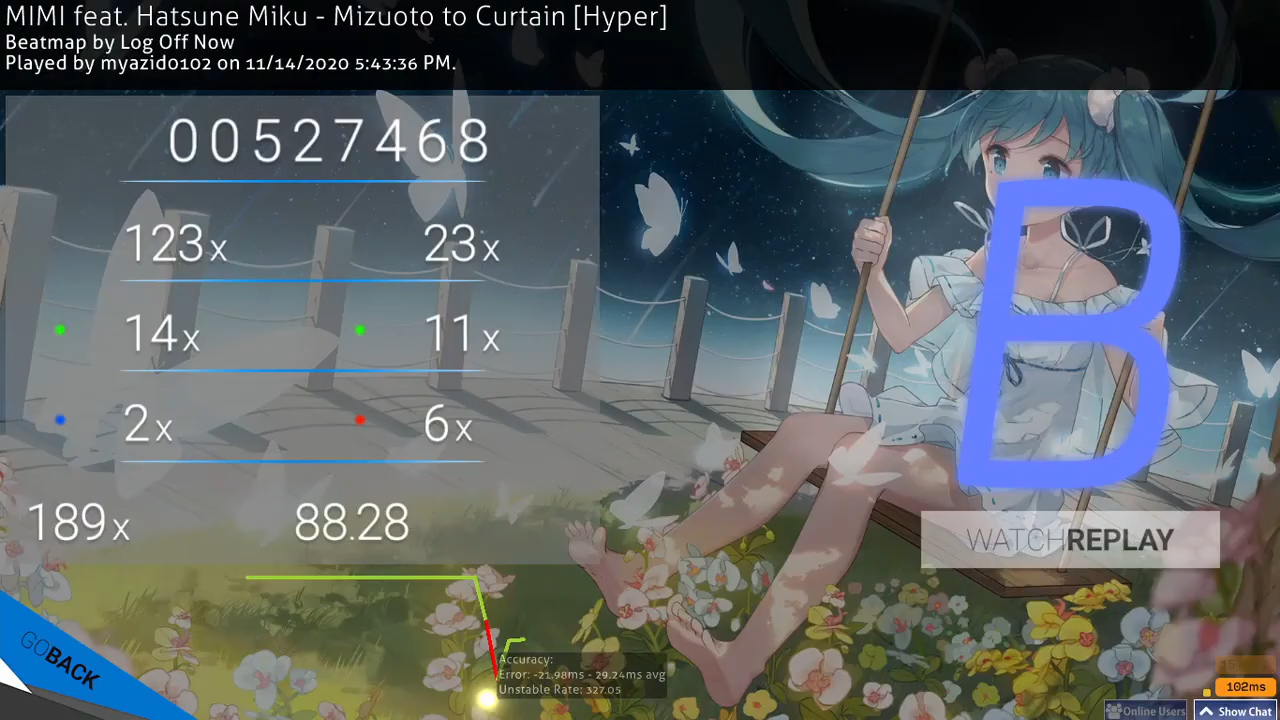 MIMI feat. Hatsune Miku - Mizuoto to Curtain [Hyper]
Beatmap by Log Off Now
Played by myazid0102 on 11/14/2020 5:43:36 PM.
00527468
123x 23x
14x 11x
2x 6x
189x 88.28
B
WATCHREPLAY
GOBACK
Accuracy:
Error: -21.98ms - 29.24ms avg
Unstable Rate: 327.05
102ms
Online Users Show Chat